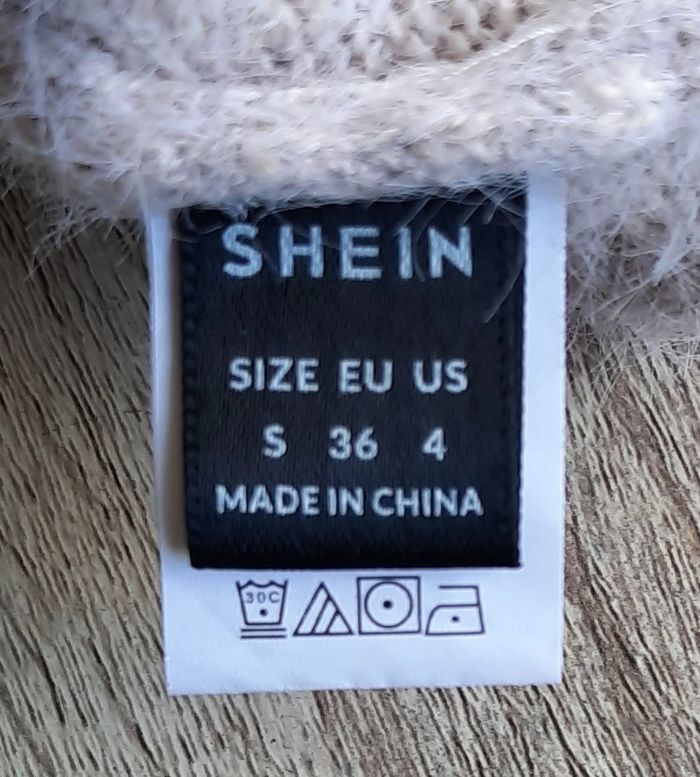 SHEIN
SIZE EU US
S 36 4
MADE IN CHINA
30C